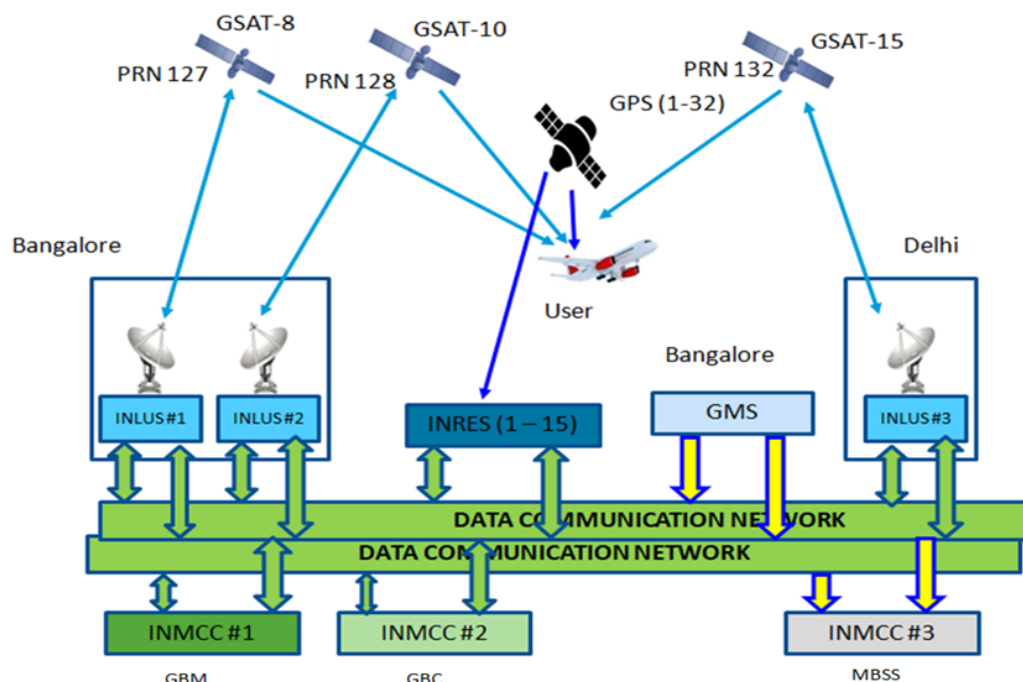 GSAT-8
GSAT-10
GSAT-15
PRN 127
PRN 128
PRN 132
GPS (1-32)
Bangalore
Delhi
User
Bangalore
INLUS #1
INLUS #2
INRES (1 – 15)
GMS
INLUS #3
DATA COMMUNICATION NETWORK
DATA COMMUNICATION NETWORK
INMCC #1
INMCC #2
INMCC #3
GBM
GBC
MBSS